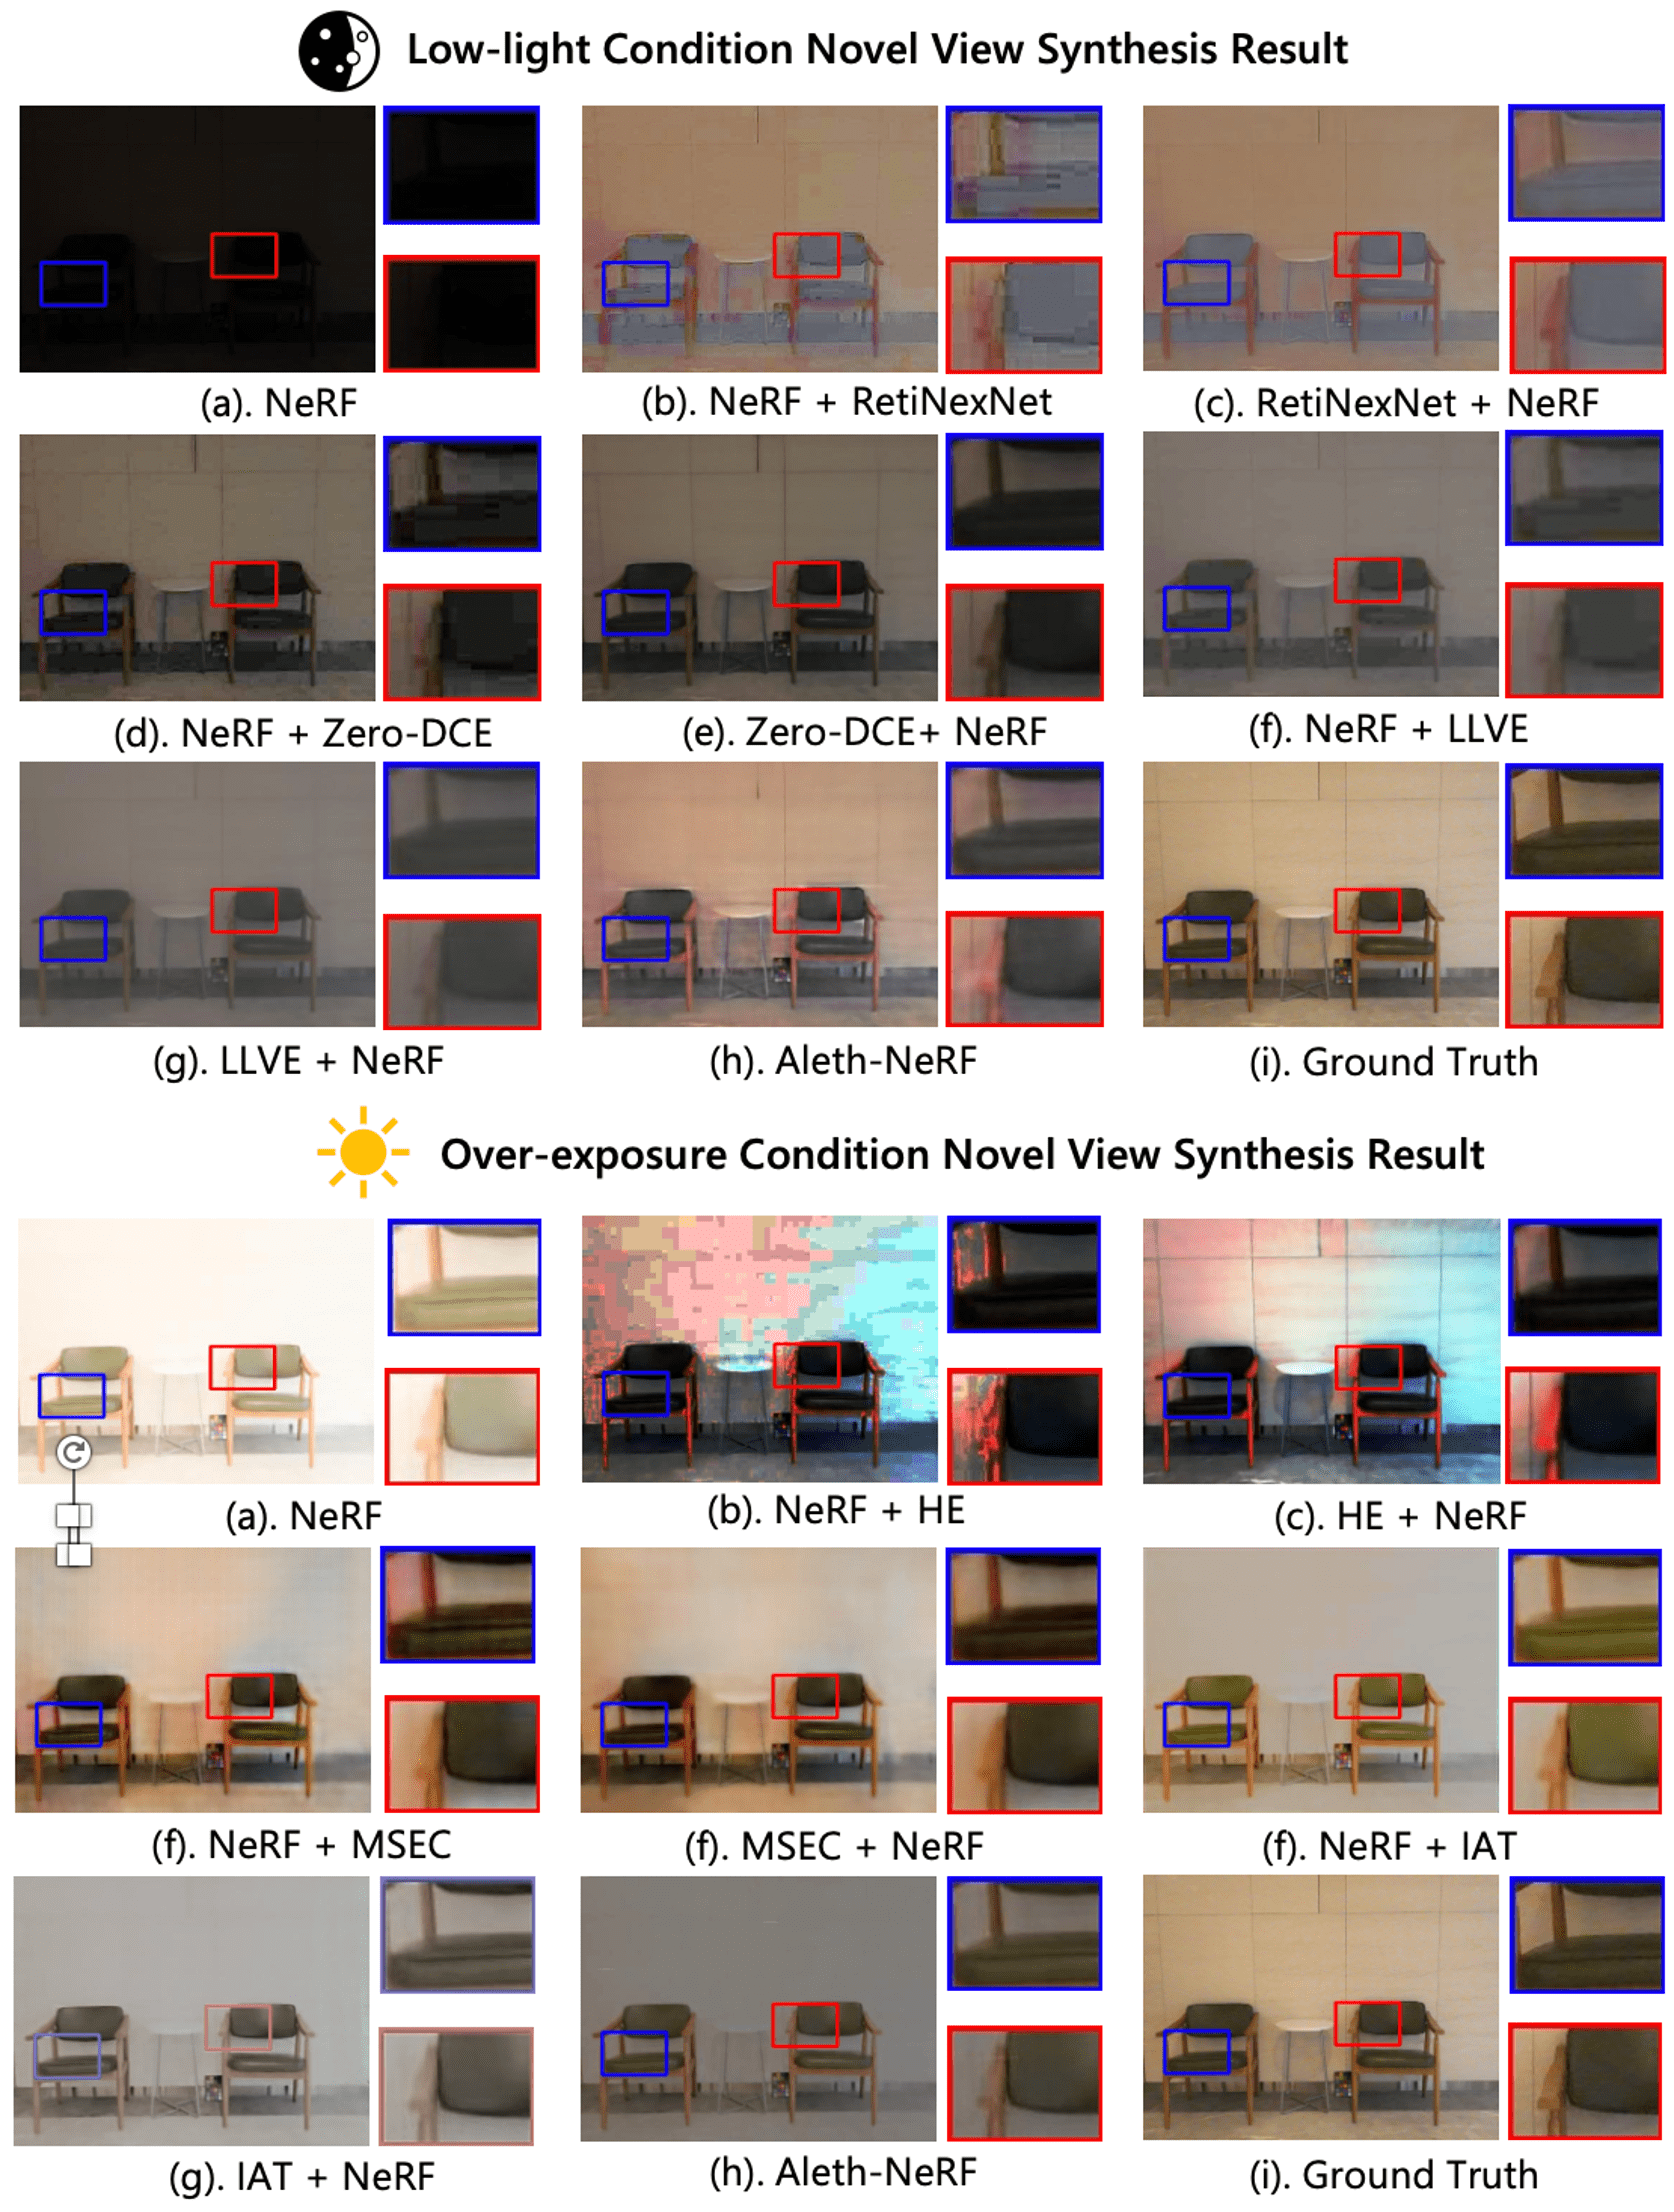 Low-light Condition Novel View Synthesis Result
(a). NeRF
(b). NeRF + RetiNexNet
(c). RetiNexNet + NeRF
(d). NeRF + Zero-DCE
(e). Zero-DCE+ NeRF
(f). NeRF + LLVE
(g). LLVE + NeRF
(h). Aleth-NeRF
(i). Ground Truth
Over-exposure Condition Novel View Synthesis Result
(a). NeRF
(b). NeRF + HE
(c). HE + NeRF
(f). NeRF + MSEC
(f). MSEC + NeRF
(f). NeRF + IAT
(g). IAT + NeRF
(h). Aleth-NeRF
(i). Ground Truth